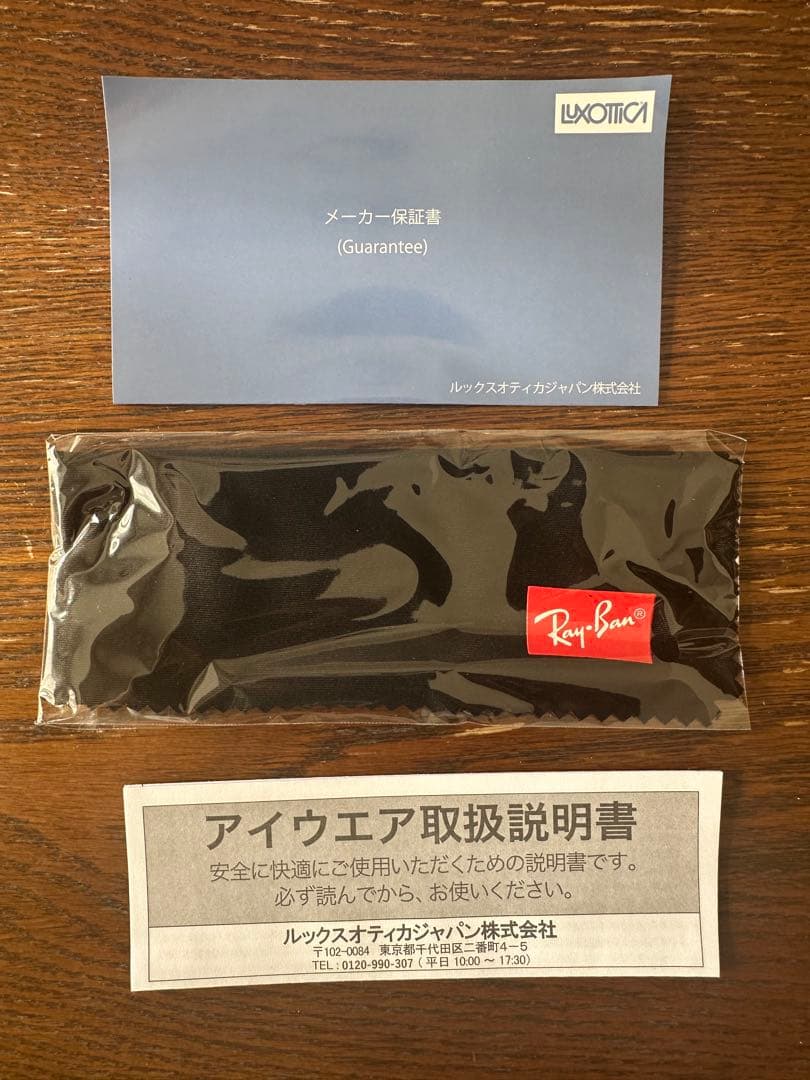 LUXOTTICA
メーカー保証書
(Guarantee)
ルックスオティカジャパン株式会社
Ray-Ban®
アイウエア取扱説明書
安全に快適にご使用いただくための説明書です。
必ず読んでから、お使いください。
ルックスオティカジャパン株式会社
〒102-0084 東京都千代田区二番町4-5
TEL : 0120-990-307 ( 平日 10:00 ~ 17:30)